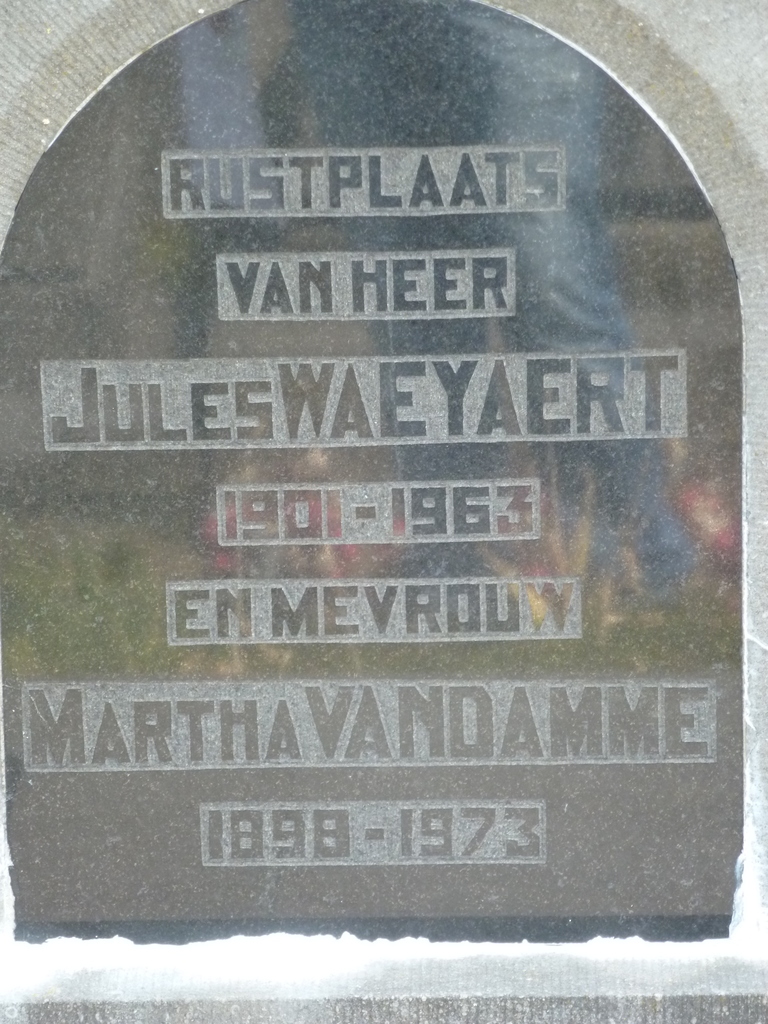 RUSTPLAATS
VAN HEER
JULES WAEYAERT
1901-1963
EN MEVROUW
MARTHA VANDAMME
1898-1973